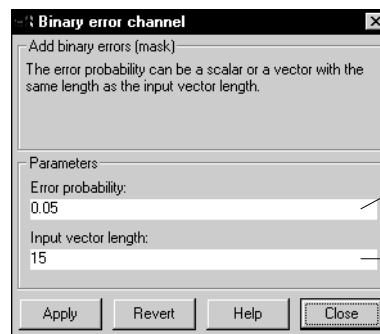 Binary error channel
Add binary errors (mask)
The error probability can be a scalar or a vector with the
same length as the input vector length.
Parameters
Error probability:
0.05
Input vector length:
15
Apply Revert Help Close